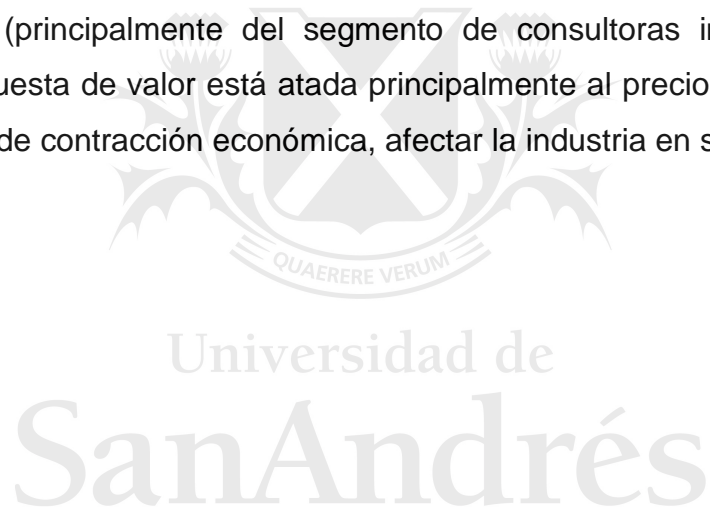 (principalmente del segmento de consultoras
de valor está atada principalmente al precio
de contracción económica, afectar la industria en
QUAERERE VERUM
Universidad de
SanAndrés